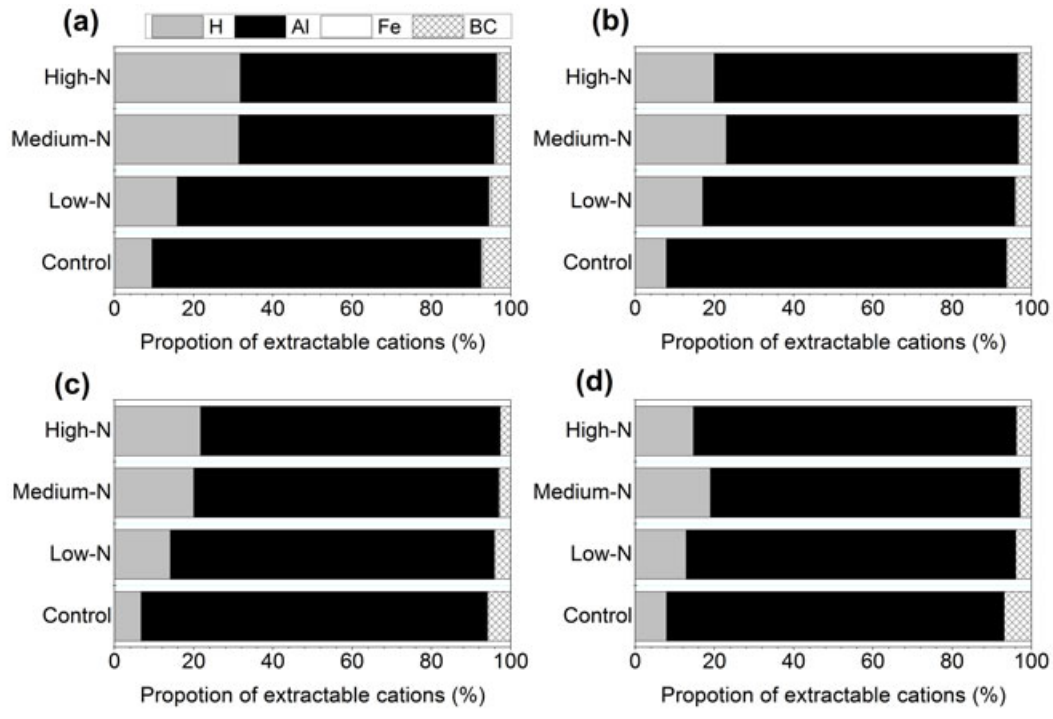 (a)
H Al Fe BC
High-N
Medium-N
Low-N
Control
0 20 40 60 80 100
Propotion of extractable cations (%)
(b)
High-N
Medium-N
Low-N
Control
0 20 40 60 80 100
Propotion of extractable cations (%)
(c)
High-N
Medium-N
Low-N
Control
0 20 40 60 80 100
Propotion of extractable cations (%)
(d)
High-N
Medium-N
Low-N
Control
0 20 40 60 80 100
Propotion of extractable cations (%)